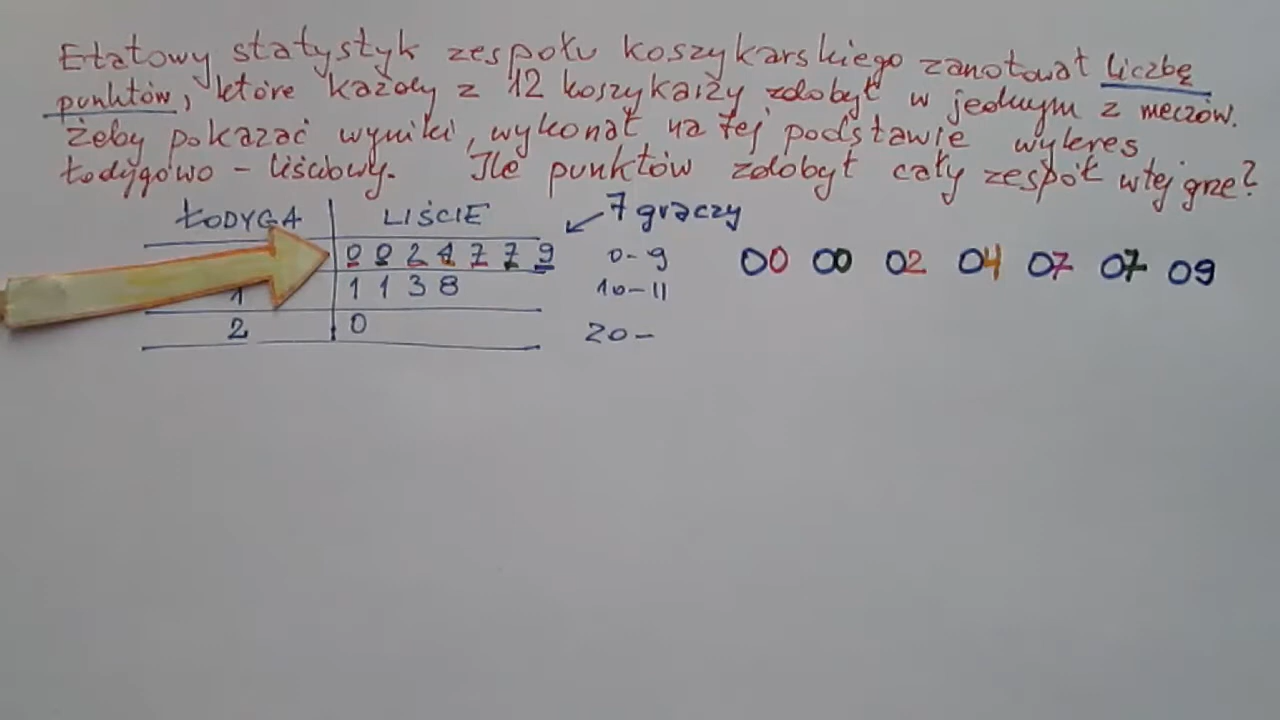 Etatowy statystyk zespołu koszykarskiego zanotował liczbę
punktów, które każdy z 12 koszykarzy zdobył w jednym z meczów.
Żeby pokazać wyniki, wykonał na tej podstawie wykres
łodygowo - liściowy. Ile punktów zdobył cały zespół w tej grze?
ŁODYGA LIŚCIE 7 graczy
0 0 2 4 7 7 9 0-9 00 00 02 04 07 07 09
1 1 1 3 8 10-11
2 0 20-